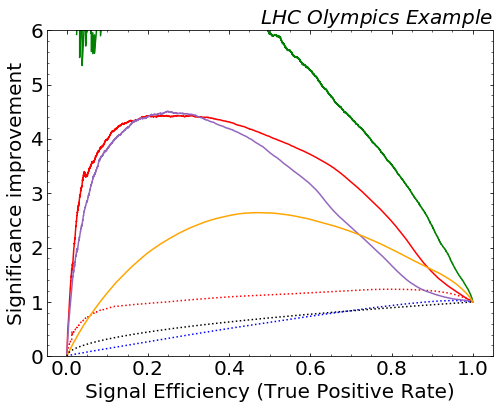 LHC Olympics Example
Significance improvement
6
5
4
3
2
1
0
0.0 0.2 0.4 0.6 0.8 1.0
Signal Efficiency (True Positive Rate)